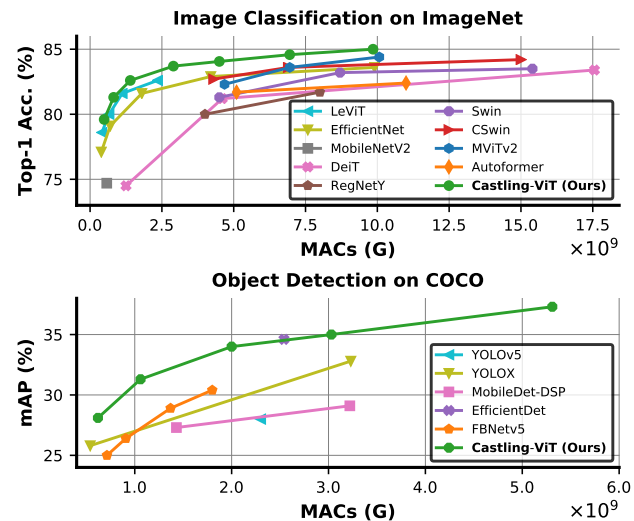 Image Classification on ImageNet
Top-1 Acc. (%)
85
80
75
LeViT
EfficientNet
MobileNetV2
DeiT
RegNetY
Swin
CSwin
MViTv2
Autoformer
Castling-ViT (Ours)
0.0 2.5 5.0 7.5 10.0 12.5 15.0 17.5
MACs (G)
×10⁹
Object Detection on COCO
mAP (%)
35
30
25
YOLOv5
YOLOX
MobileDet-DSP
EfficientDet
FBNetv5
Castling-ViT (Ours)
1.0 2.0 3.0 4.0 5.0 6.0
MACs (G)
×10⁹